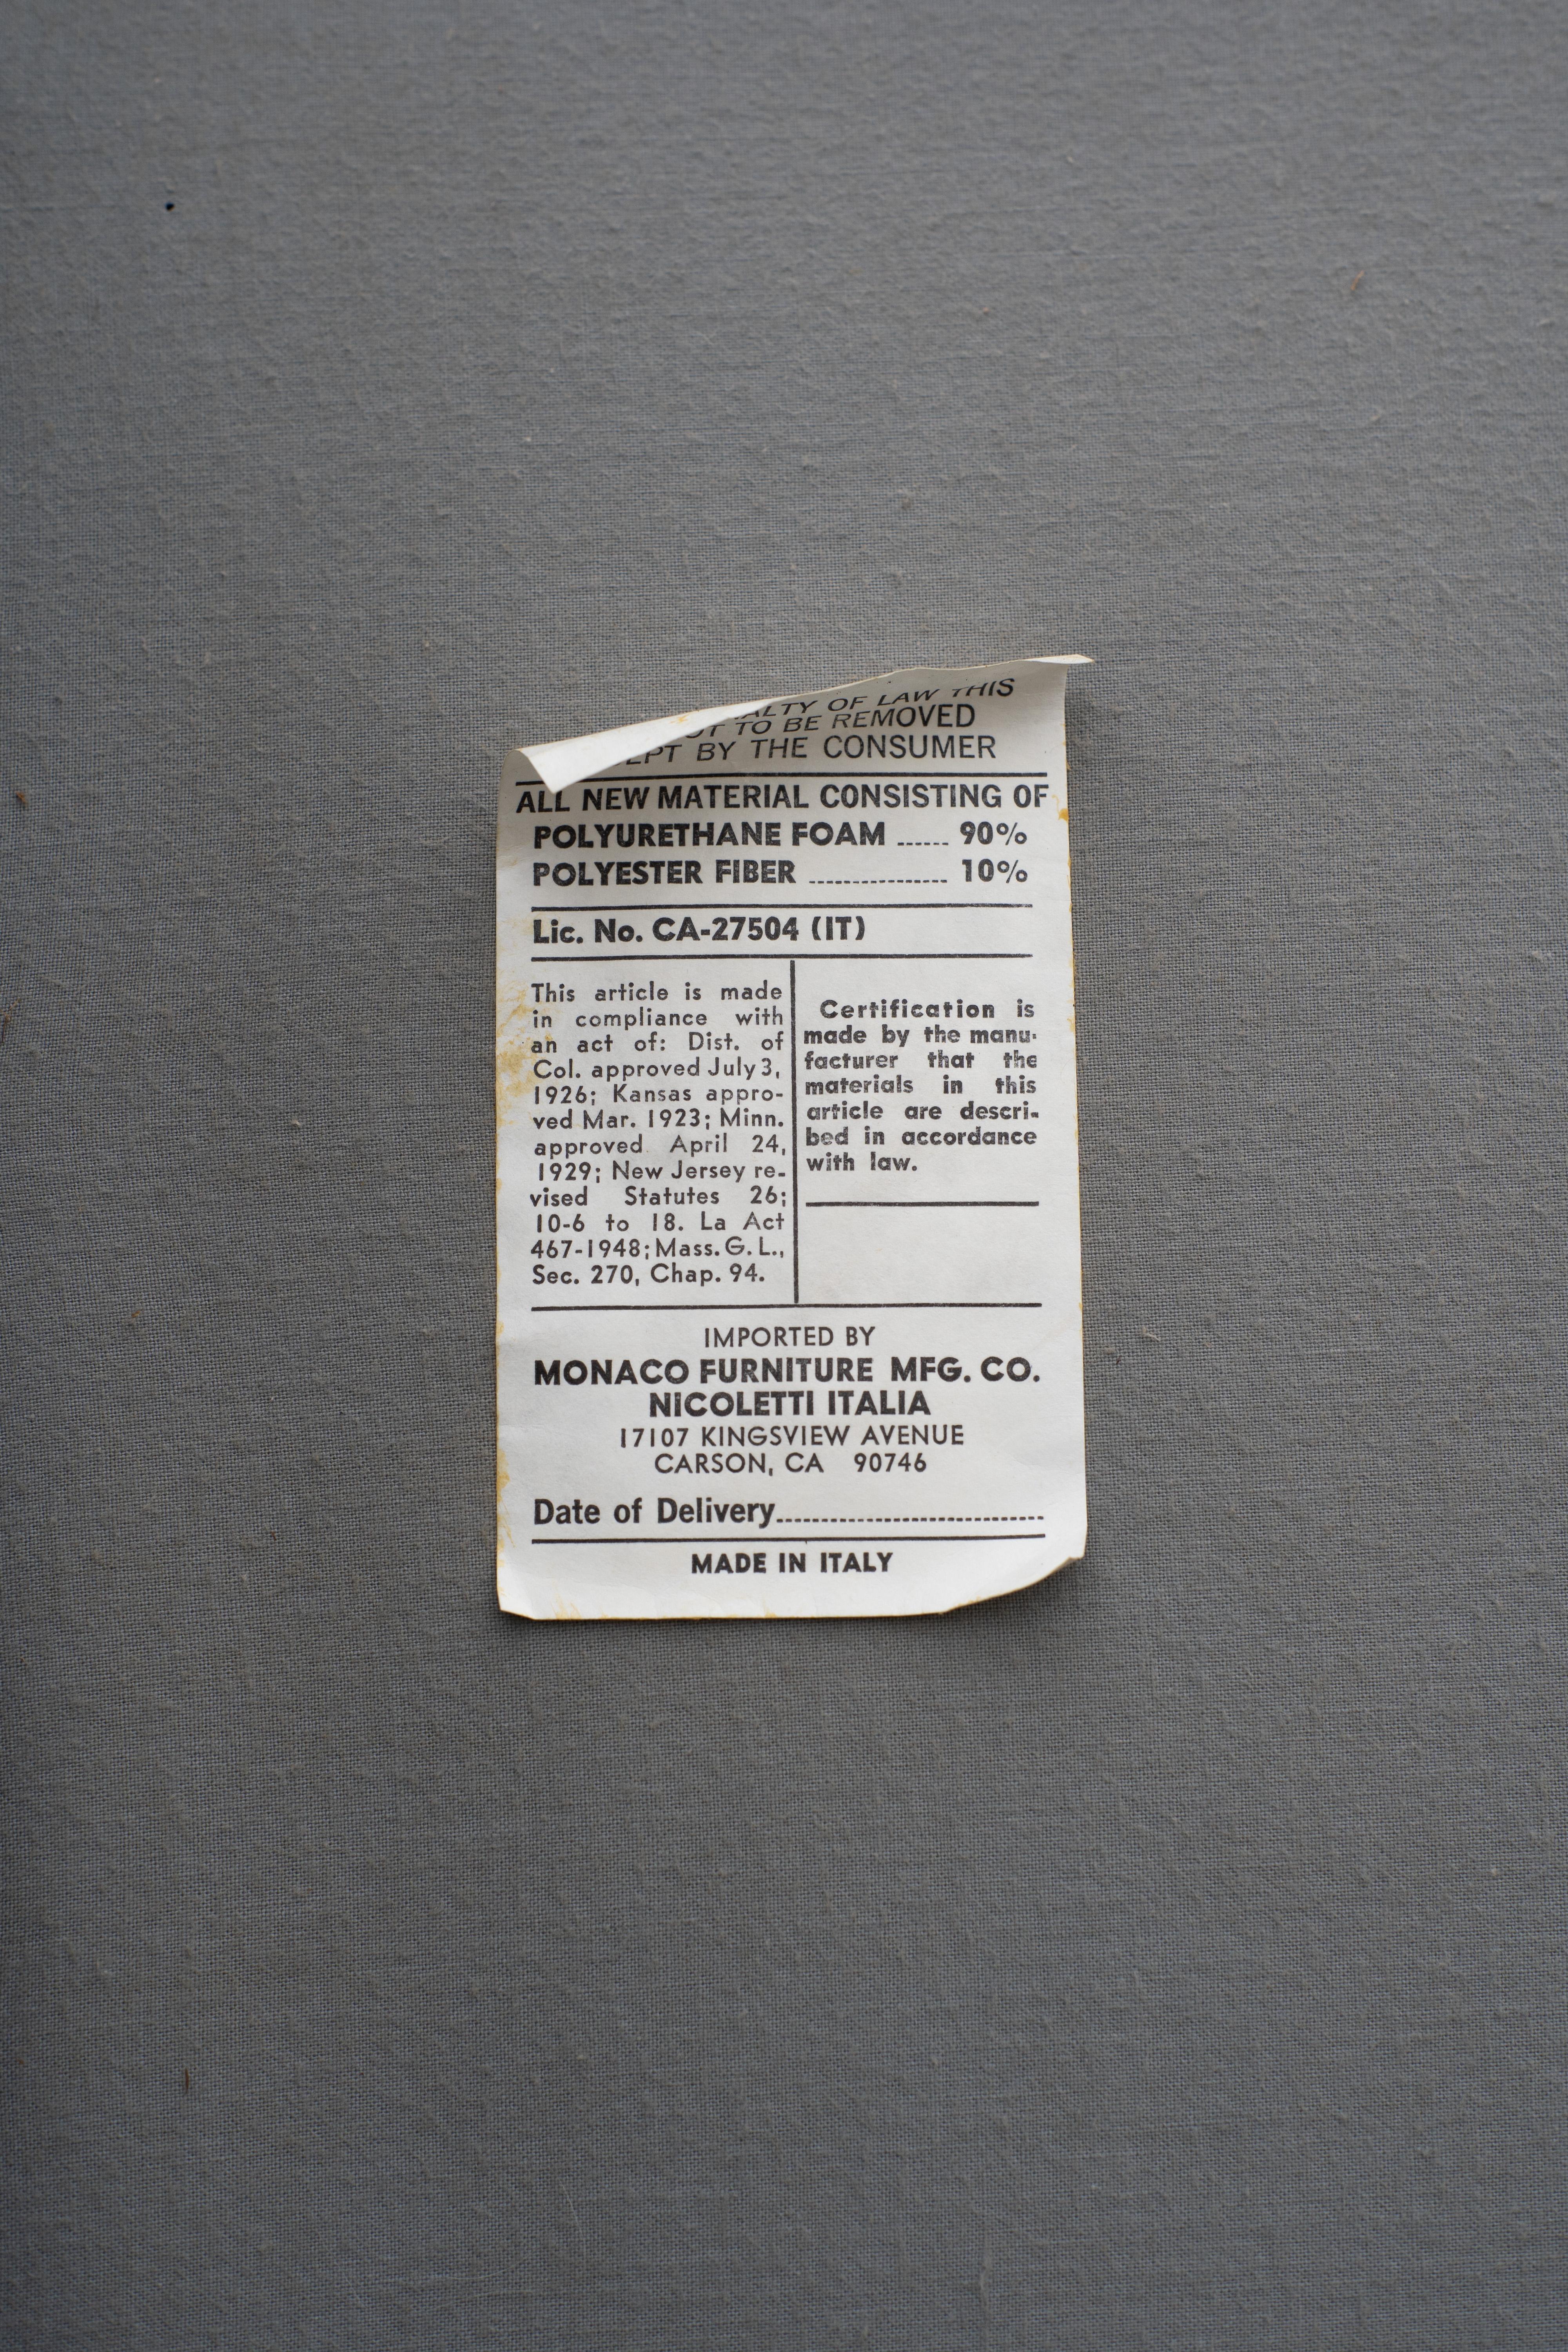 OF LAW THIS
TO BE REMOVED
BY THE CONSUMER
ALL NEW MATERIAL CONSISTING OF
POLYURETHANE FOAM ...... 90%
POLYESTER FIBER ................ 10%
Lic. No. CA-27504 (IT)
This article is made
in compliance with
an act of: Dist. of
Col. approved July 3,
1926; Kansas appro-
ved Mar. 1923; Minn.
approved April 24,
1929; New Jersey re-
vised Statutes 26;
10-6 to 18. La Act
467-1948; Mass. G. L.,
Sec. 270, Chap. 94.
Certification is
made by the manu-
facturer that the
materials in this
article are descri-
bed in accordance
with law.
IMPORTED BY
MONACO FURNITURE MFG. CO.
NICOLETTI ITALIA
17107 KINGSVIEW AVENUE
CARSON, CA 90746
Date of Delivery..............................
MADE IN ITALY